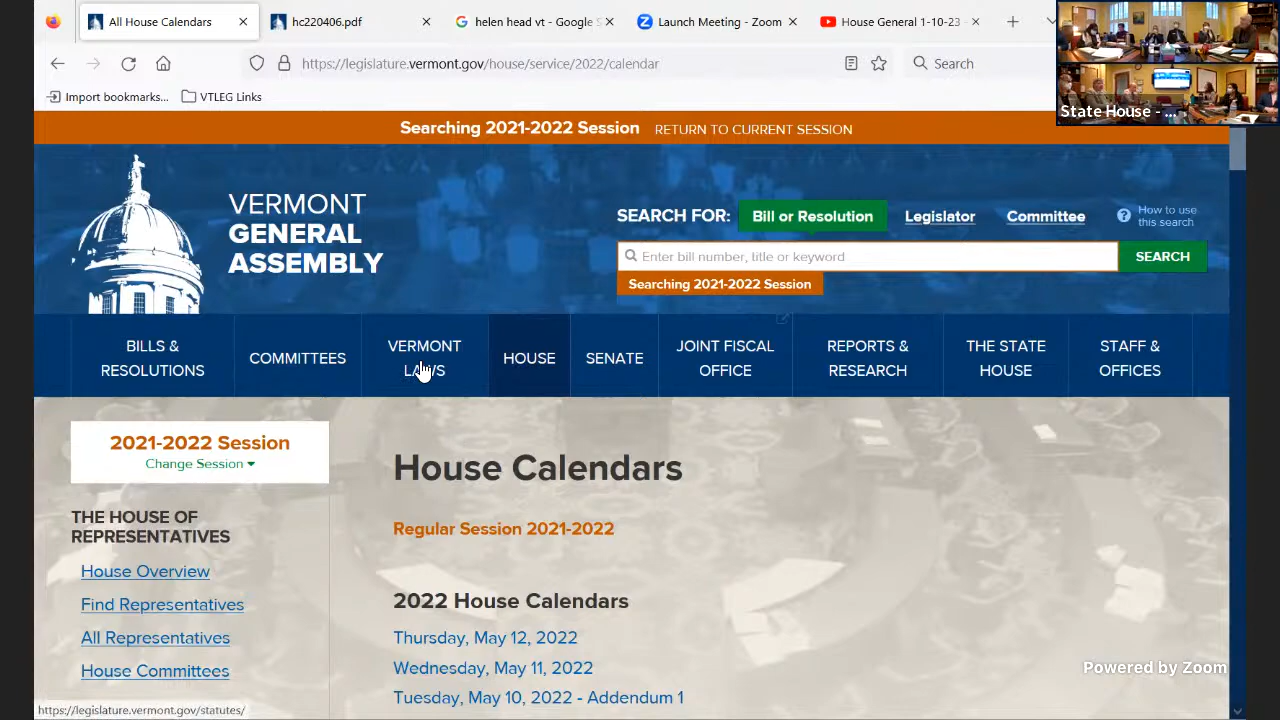 All House Calendars
hc220406.pdf
helen head vt - Google S
Launch Meeting - Zoom
House General 1-10-23 -
https://legislature.vermont.gov/house/service/2022/calendar
Search
Import bookmarks...
VTLEG Links
State House - ...
Searching 2021-2022 Session
RETURN TO CURRENT SESSION
VERMONT
GENERAL
ASSEMBLY
SEARCH FOR:
Bill or Resolution
Legislator
Committee
How to use
this search
Enter bill number, title or keyword
SEARCH
Searching 2021-2022 Session
BILLS &
RESOLUTIONS
COMMITTEES
VERMONT
LAWS
HOUSE
SENATE
JOINT FISCAL
OFFICE
REPORTS &
RESEARCH
THE STATE
HOUSE
STAFF &
OFFICES
2021-2022 Session
Change Session
THE HOUSE OF
REPRESENTATIVES
House Overview
Find Representatives
All Representatives
House Committees
House Calendars
Regular Session 2021-2022
2022 House Calendars
Thursday, May 12, 2022
Wednesday, May 11, 2022
Tuesday, May 10, 2022 - Addendum 1
Powered by Zoom
https://legislature.vermont.gov/statutes/